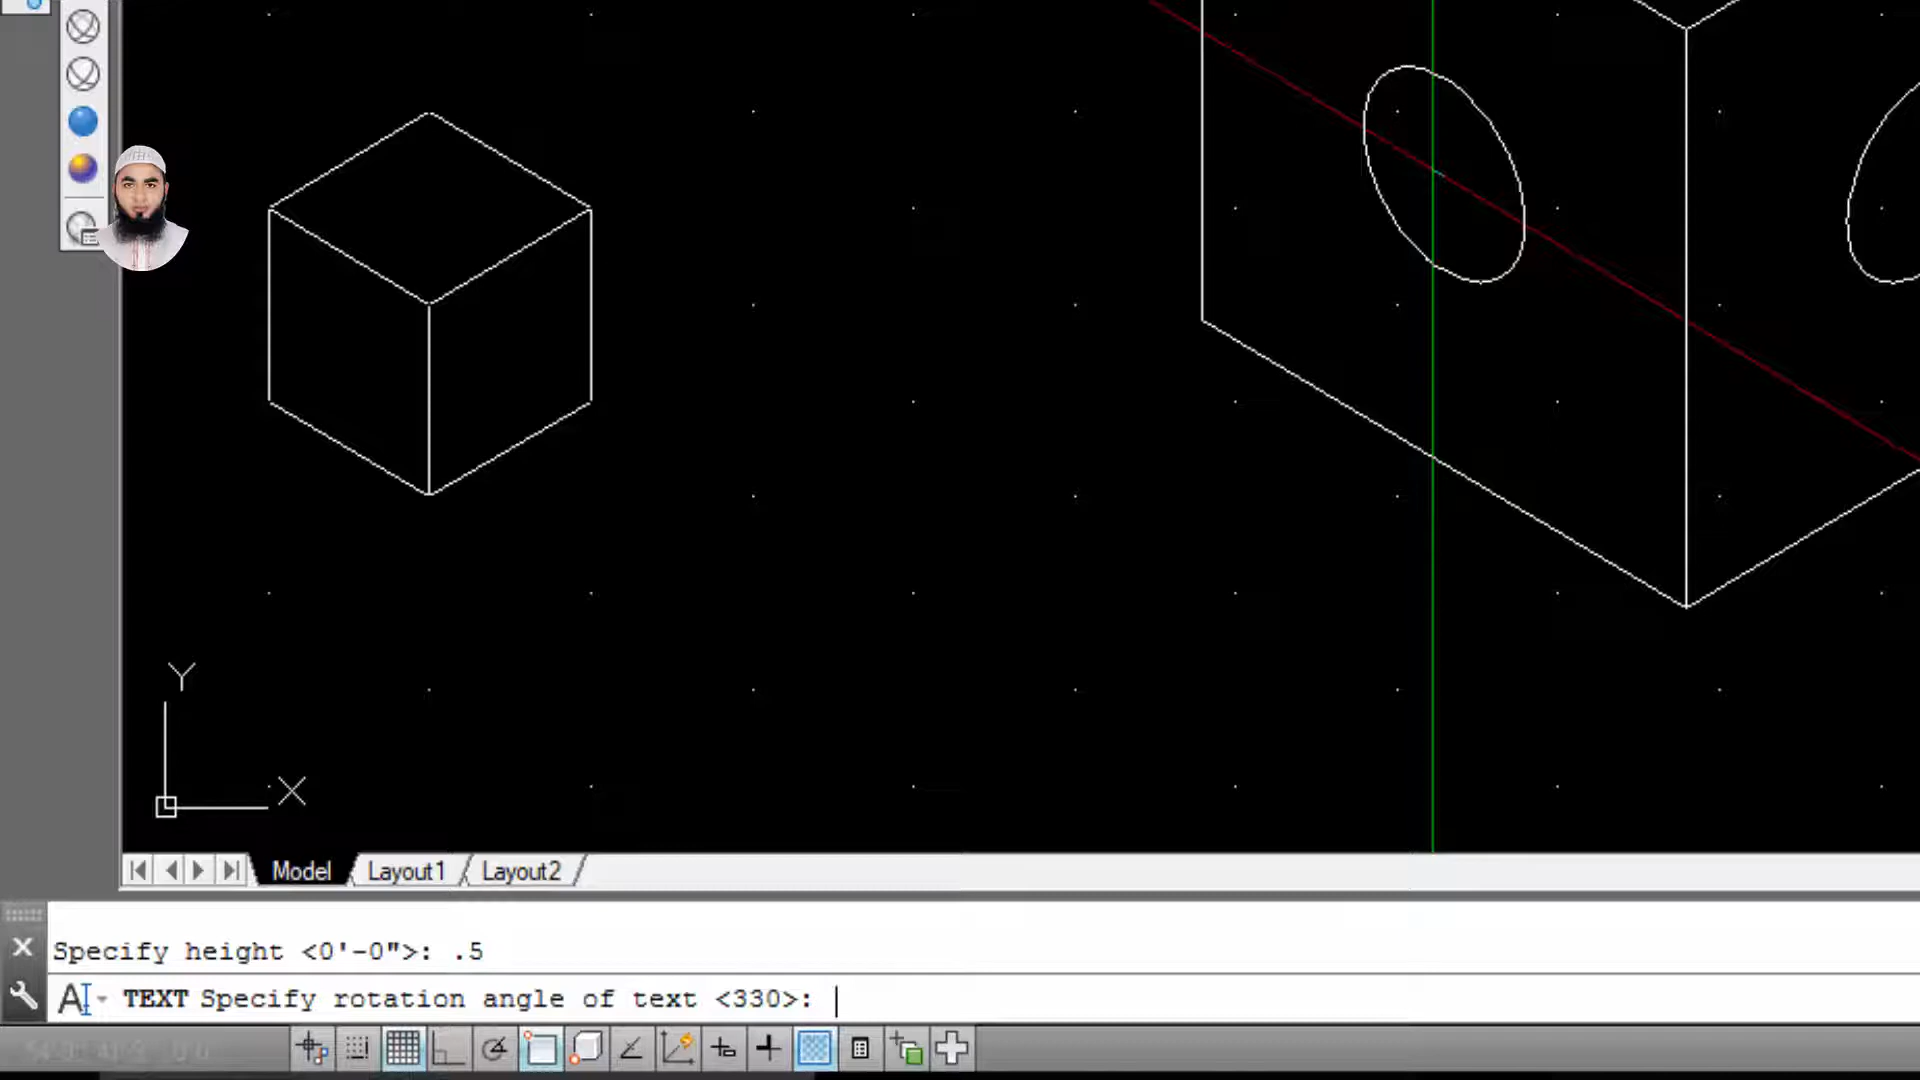 Y
X
Model Layout1 Layout2
Specify height <0'-0">: .5
TEXT Specify rotation angle of text <330>: